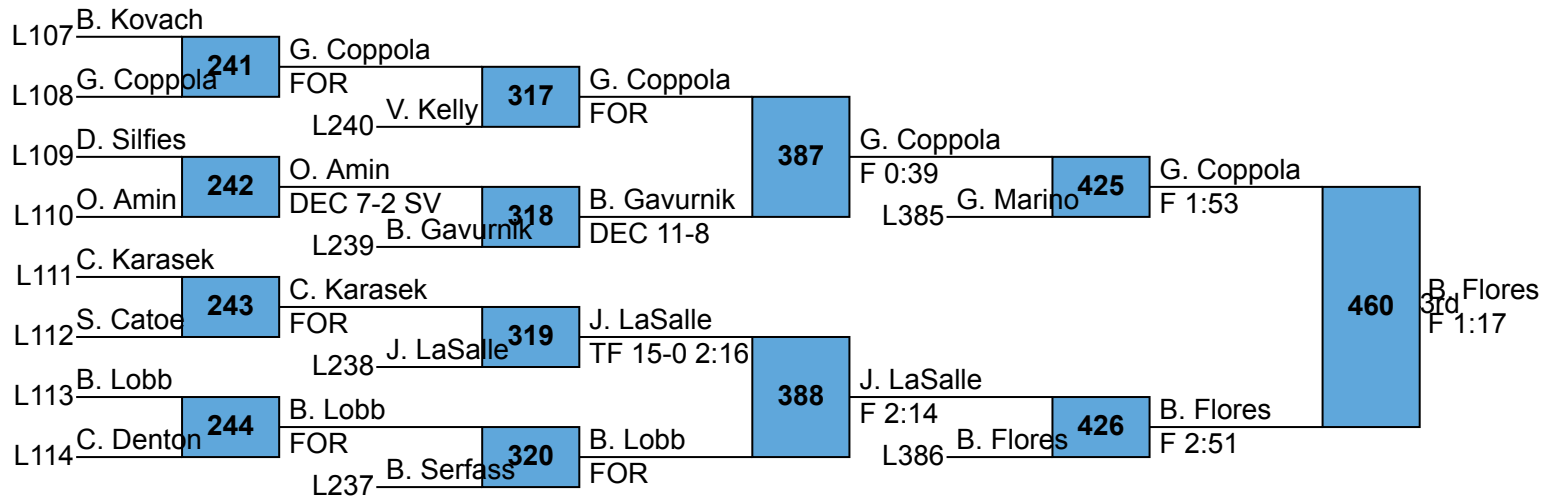 B. Kovach
L107
241
G. Coppola
FOR
G. Coppola
L108
317
G. Coppola
FOR
V. Kelly
L240
D. Silfies
L109
242
O. Amin
DEC 7-2 SV
O. Amin
L110
318
B. Gavurnik
DEC 11-8
B. Gavurnik
L239
387
G. Coppola
F 0:39
G. Marino
L385
425
G. Coppola
F 1:53
C. Karasek
L111
243
C. Karasek
FOR
S. Catoe
L112
319
J. LaSalle
TF 15-0 2:16
J. LaSalle
L238
B. Lobb
L113
244
B. Lobb
FOR
C. Denton
L114
320
B. Lobb
FOR
B. Serfass
L237
388
J. LaSalle
F 2:14
B. Flores
L386
426
B. Flores
F 2:51
460
B. Flores
3rd
F 1:17